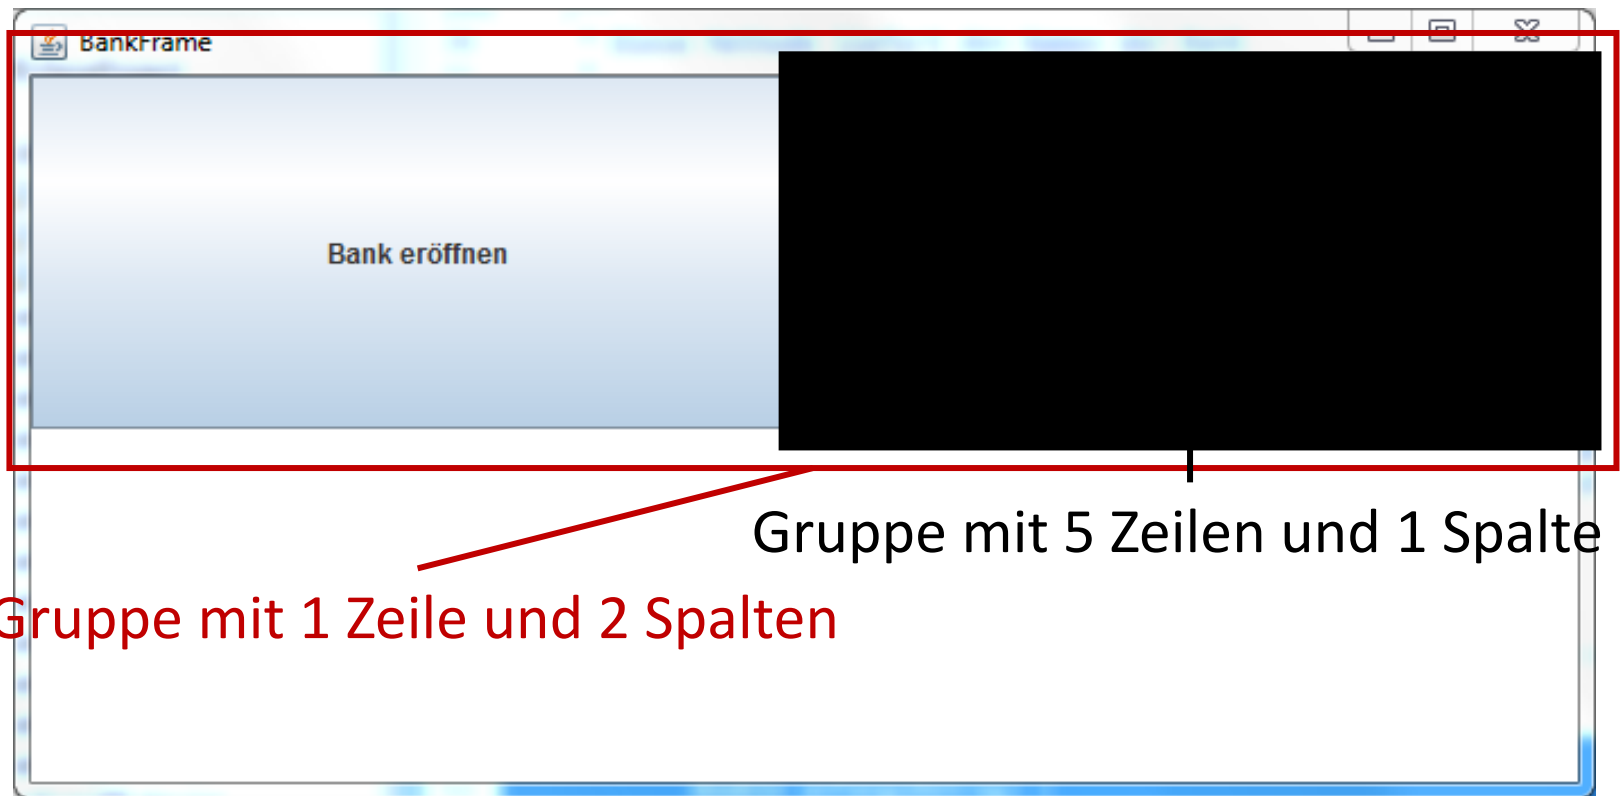 BankFrame
Bank eröffnen
Gruppe mit 5 Zeilen und 1 Spalte
Gruppe mit 1 Zeile und 2 Spalten